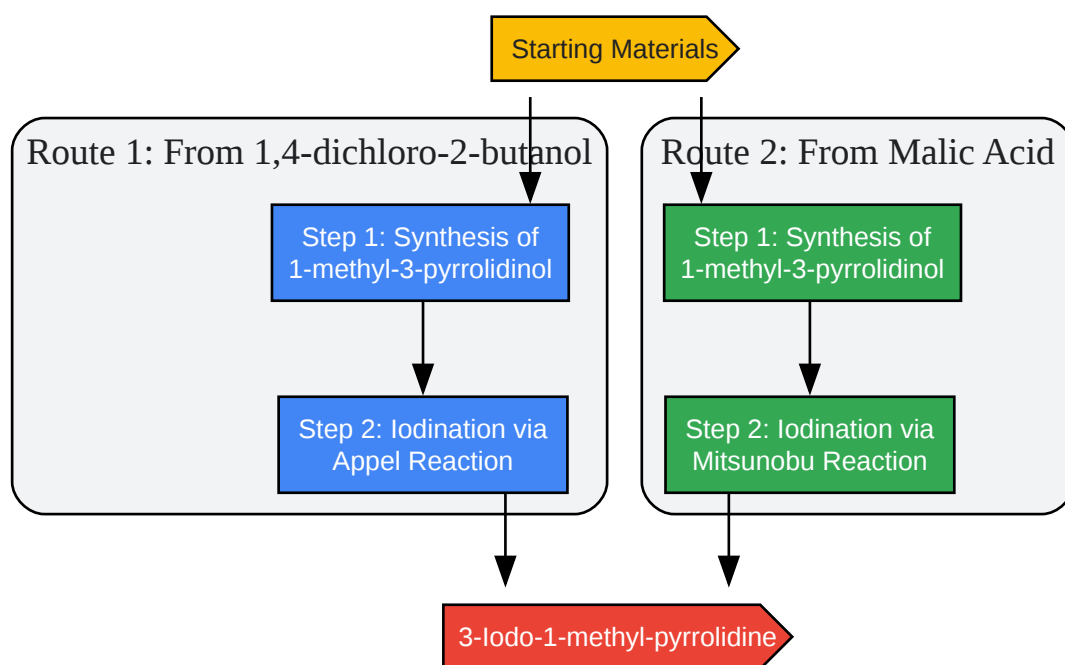 Starting Materials
Route 1: From 1,4-dichloro-2-butanol
Step 1: Synthesis of
1-methyl-3-pyrrolidinol
Step 2: Iodination via
Appel Reaction
Route 2: From Malic Acid
Step 1: Synthesis of
1-methyl-3-pyrrolidinol
Step 2: Iodination via
Mitsunobu Reaction
3-Iodo-1-methyl-pyrrolidine